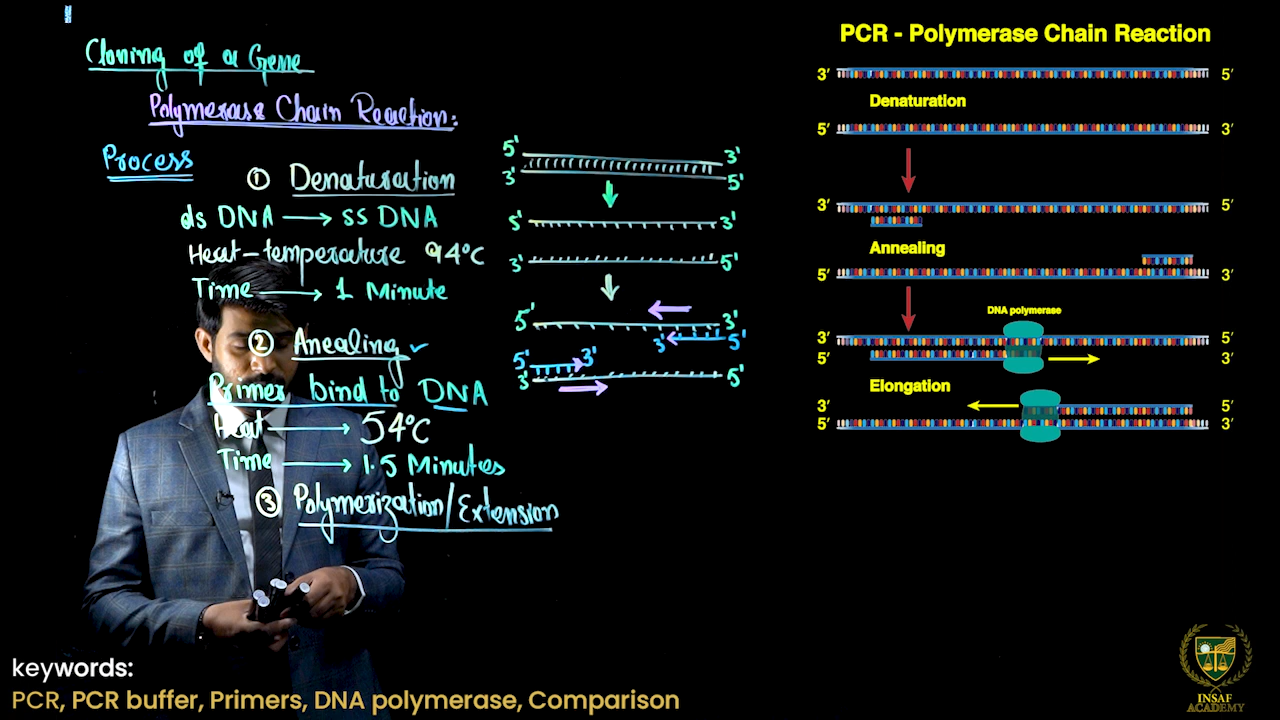 Cloning of a Gene
Polymerase Chain Reaction:
Process
① Denaturation
ds DNA → ss DNA
Heat-temperature 94°C
Time → 1 Minute
② Anealing ✓
Primer bind to DNA
Heat → 54°C
Time → 1.5 Minutes
③ Polymerization/Extension
5' 3'
3' 5'
5' 3'
3' 5'
5' 3'
3' 5'
5' 3'
3' 5'
PCR - Polymerase Chain Reaction
3' 5'
Denaturation
5' 3'
3' 5'
Annealing
5' 3'
DNA polymerase
3' 5'
5' 3'
Elongation
3' 5'
5' 3'
keywords:
PCR, PCR buffer, Primers, DNA polymerase, Comparison
INSAF
ACADEMY